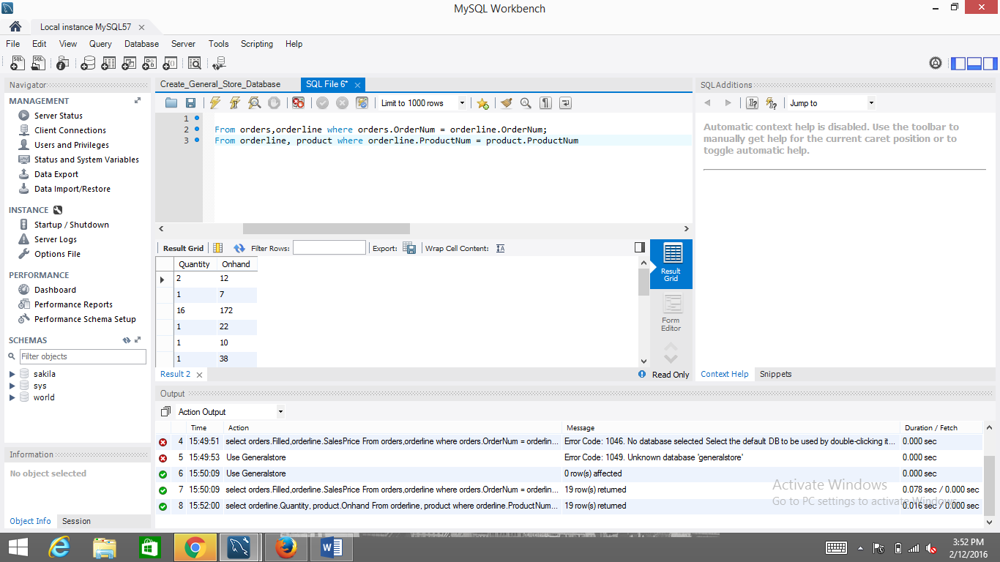 MySQL Workbench
Local instance MySQL57
File Edit View Query Database Server Tools Scripting Help
Navigator
MANAGEMENT
Server Status
Client Connections
Users and Privileges
Status and System Variables
Data Export
Data Import/Restore
INSTANCE
Startup / Shutdown
Server Logs
Options File
PERFORMANCE
Dashboard
Performance Reports
Performance Schema Setup
SCHEMAS
Filter objects
sakila
sys
world
Information
No object selected
Object Info Session
Create_General_Store_Database SQL File 6*
Limit to 1000 rows
1
2 From orders,orderline where orders.OrderNum = orderline.OrderNum;
3 From orderline, product where orderline.ProductNum = product.ProductNum
Result Grid Filter Rows: Export: Wrap Cell Content:
Quantity Onhand
2 12
1 7
16 172
1 22
1 10
1 38
Result Grid
Form Editor
Result 2 Read Only
SQLAdditions
Jump to
Automatic context help is disabled. Use the toolbar to
manually get help for the current caret position or to
toggle automatic help.
Context Help Snippets
Output
Action Output
Time Action Message Duration / Fetch
4 15:49:51 select orders.Filled,orderline.SalesPrice From orders,orderline where orders.OrderNum = orderlin... Error Code: 1046. No database selected Select the default DB to be used by double-clicking it... 0.000 sec
5 15:49:53 Use Generalstore Error Code: 1049. Unknown database 'generalstore' 0.000 sec
6 15:50:09 Use Generalstore 0 row(s) affected 0.000 sec
7 15:50:09 select orders.Filled,orderline.SalesPrice From orders,orderline where orders.OrderNum = orderlin... 19 row(s) returned 0.078 sec / 0.000 sec
8 15:52:00 select orderline.Quantity, product.Onhand From orderline, product where orderline.ProductNum... 19 row(s) returned 0.016 sec / 0.000 sec
Activate Windows
Go to PC settings to activate Windows.
3:52 PM
2/12/2016